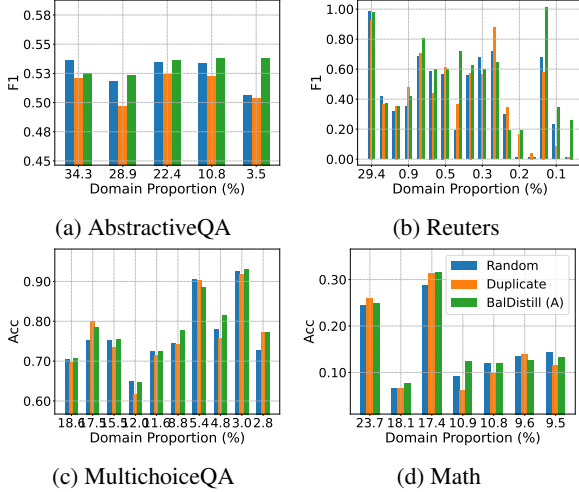 0.58
0.55
0.53
0.50
0.48
0.45
F1
34.3 28.9 22.4 10.8 3.5
Domain Proportion (%)
(a) AbstractiveQA
1.00
0.80
0.60
0.40
0.20
0.00
F1
29.4 0.9 0.5 0.3 0.2 0.1
Domain Proportion (%)
(b) Reuters
0.90
0.80
0.70
0.60
Acc
18.6 17.5 15.5 12.0 11.6 8.8 5.4 4.8 3.0 2.8
Domain Proportion (%)
(c) MultichoiceQA
Random
Duplicate
BalDistill (A)
0.30
0.20
0.10
Acc
23.7 18.1 17.4 10.9 10.8 9.6 9.5
Domain Proportion (%)
(d) Math